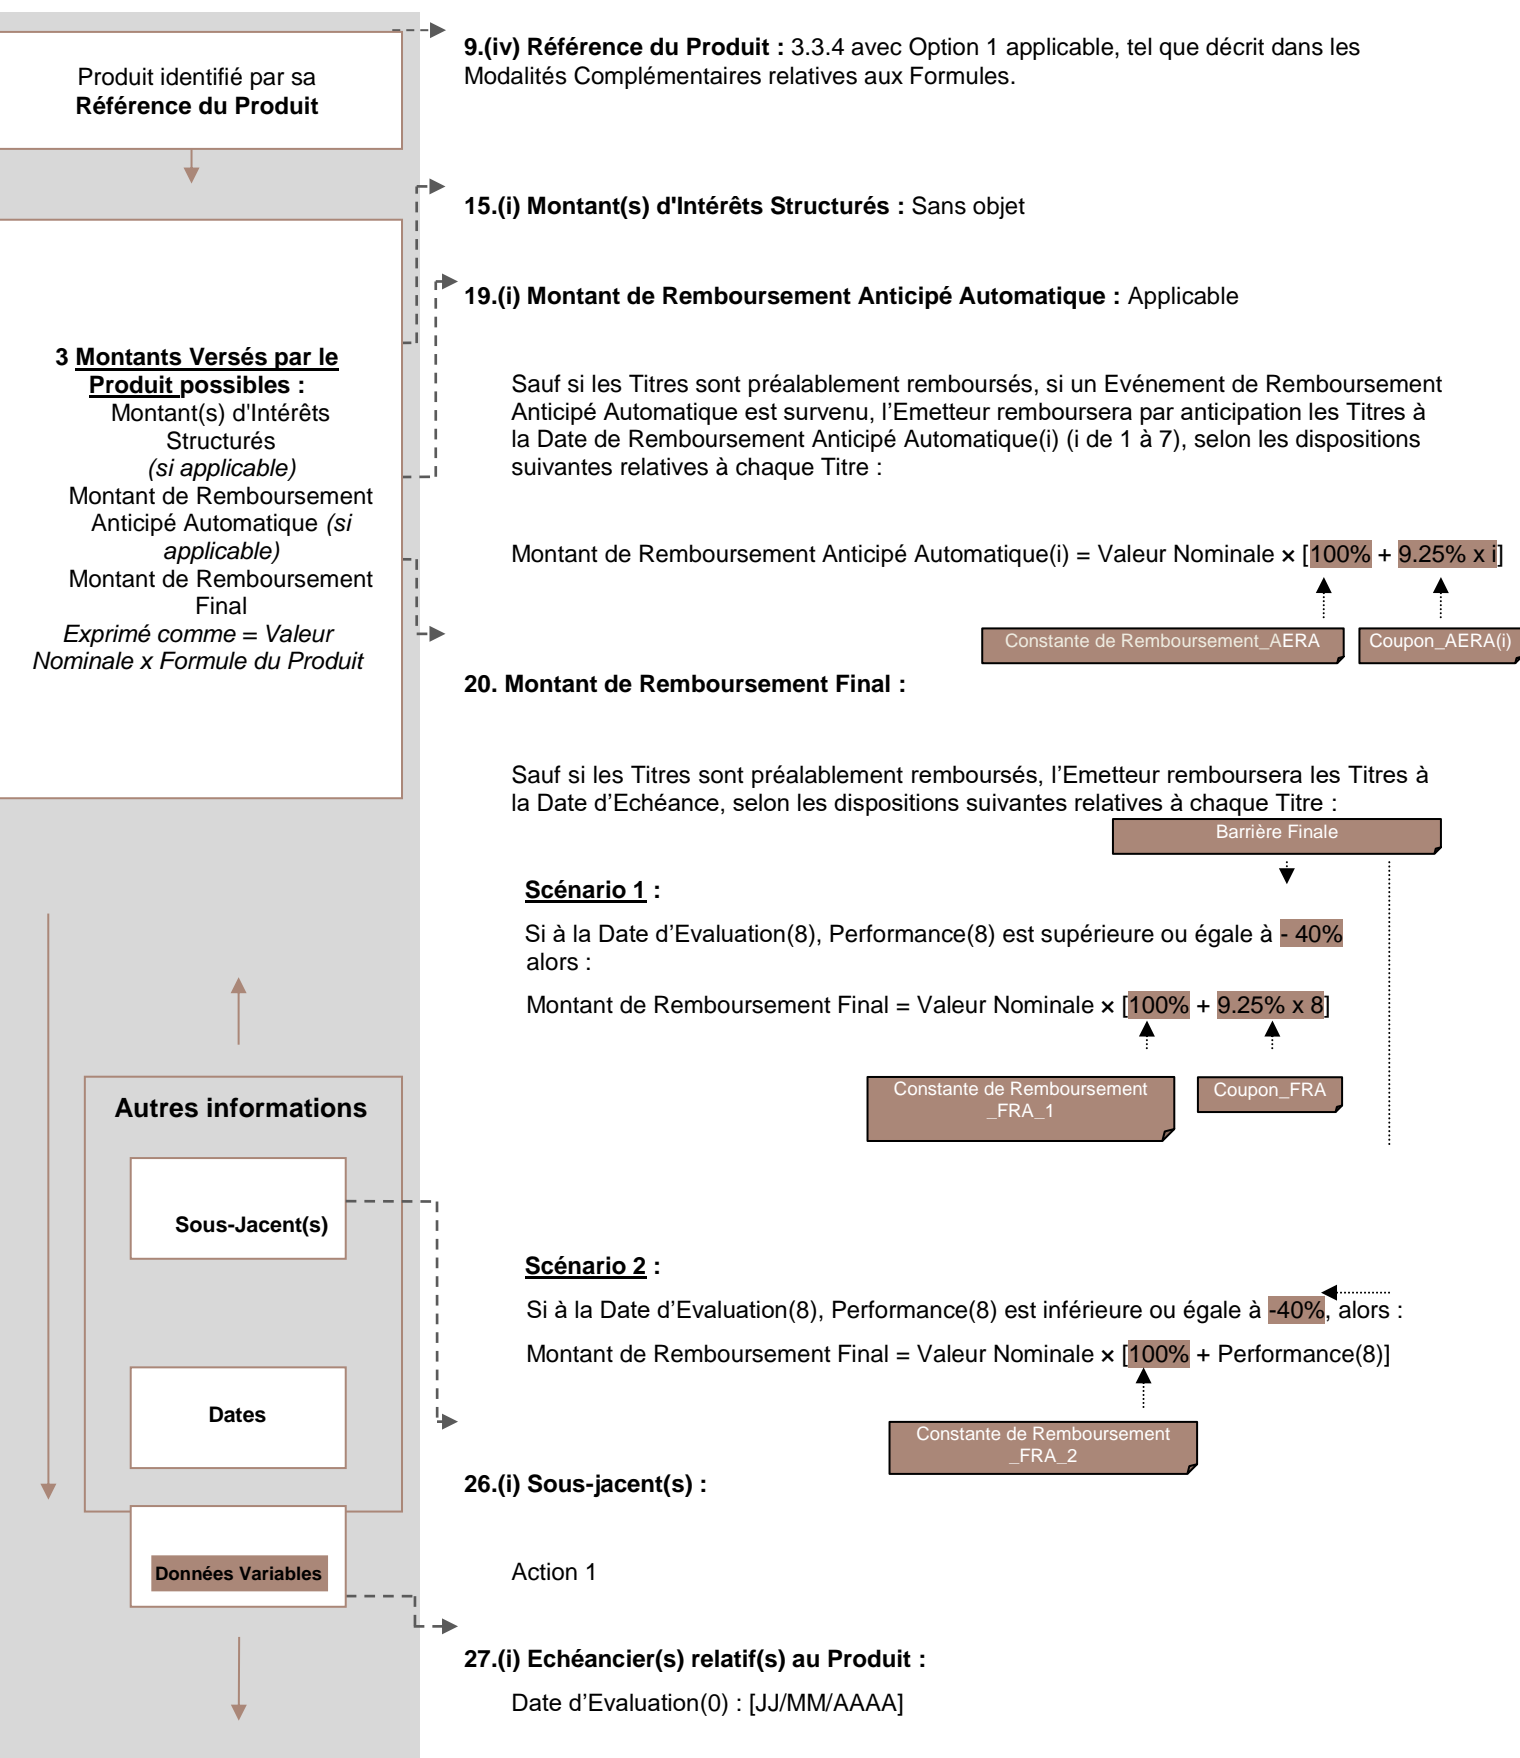 Produit identifié par sa
Référence du Produit
3 Montants Versés par le
Produit possibles :
Montant(s) d'Intérêts
Structurés
(si applicable)
Montant de Remboursement
Anticipé Automatique (si
applicable)
Montant de Remboursement
Final
Exprimé comme = Valeur
Nominale x Formule du Produit
Autres informations
Sous-Jacent(s)
Dates
Données Variables
9.(iv) Référence du Produit : 3.3.4 avec Option 1 applicable, tel que décrit dans les
Modalités Complémentaires relatives aux Formules.
15.(i) Montant(s) d'Intérêts Structurés : Sans objet
19.(i) Montant de Remboursement Anticipé Automatique : Applicable
Sauf si les Titres sont préalablement remboursés, si un Evénement de Remboursement
Anticipé Automatique est survenu, l’Emetteur remboursera par anticipation les Titres à
la Date de Remboursement Anticipé Automatique(i) (i de 1 à 7), selon les dispositions
suivantes relatives à chaque Titre :
Montant de Remboursement Anticipé Automatique(i) = Valeur Nominale × [100% + 9.25% x i]
Constante de Remboursement_AERA
Coupon_AERA(i)
20. Montant de Remboursement Final :
Sauf si les Titres sont préalablement remboursés, l’Emetteur remboursera les Titres à
la Date d’Echéance, selon les dispositions suivantes relatives à chaque Titre :
Barrière Finale
Scénario 1 :
Si à la Date d’Evaluation(8), Performance(8) est supérieure ou égale à - 40%
alors :
Montant de Remboursement Final = Valeur Nominale × [100% + 9.25% x 8]
Constante de Remboursement
_FRA_1
Coupon_FRA
Scénario 2 :
Si à la Date d’Evaluation(8), Performance(8) est inférieure ou égale à -40%, alors :
Montant de Remboursement Final = Valeur Nominale × [100% + Performance(8)]
Constante de Remboursement
_FRA_2
26.(i) Sous-jacent(s) :
Action 1
27.(i) Echéancier(s) relatif(s) au Produit :
Date d’Evaluation(0) : [JJ/MM/AAAA]